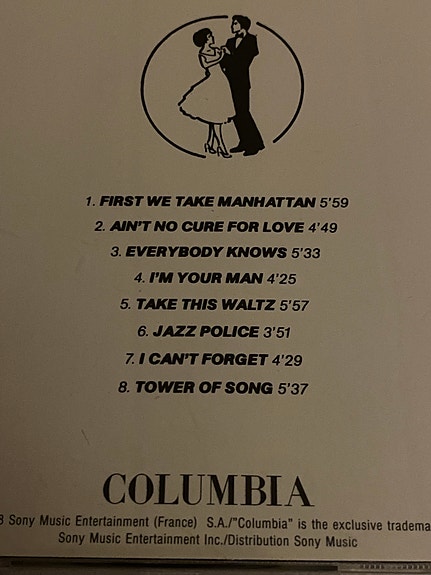 1. FIRST WE TAKE MANHATTAN 5'59
2. AIN'T NO CURE FOR LOVE 4'49
3. EVERYBODY KNOWS 5'33
4. I'M YOUR MAN 4'25
5. TAKE THIS WALTZ 5'57
6. JAZZ POLICE 3'51
7. I CAN'T FORGET 4'29
8. TOWER OF SONG 5'37
COLUMBIA
8 Sony Music Entertainment (France) S.A./"Columbia" is the exclusive tradema
Sony Music Entertainment Inc./Distribution Sony Music